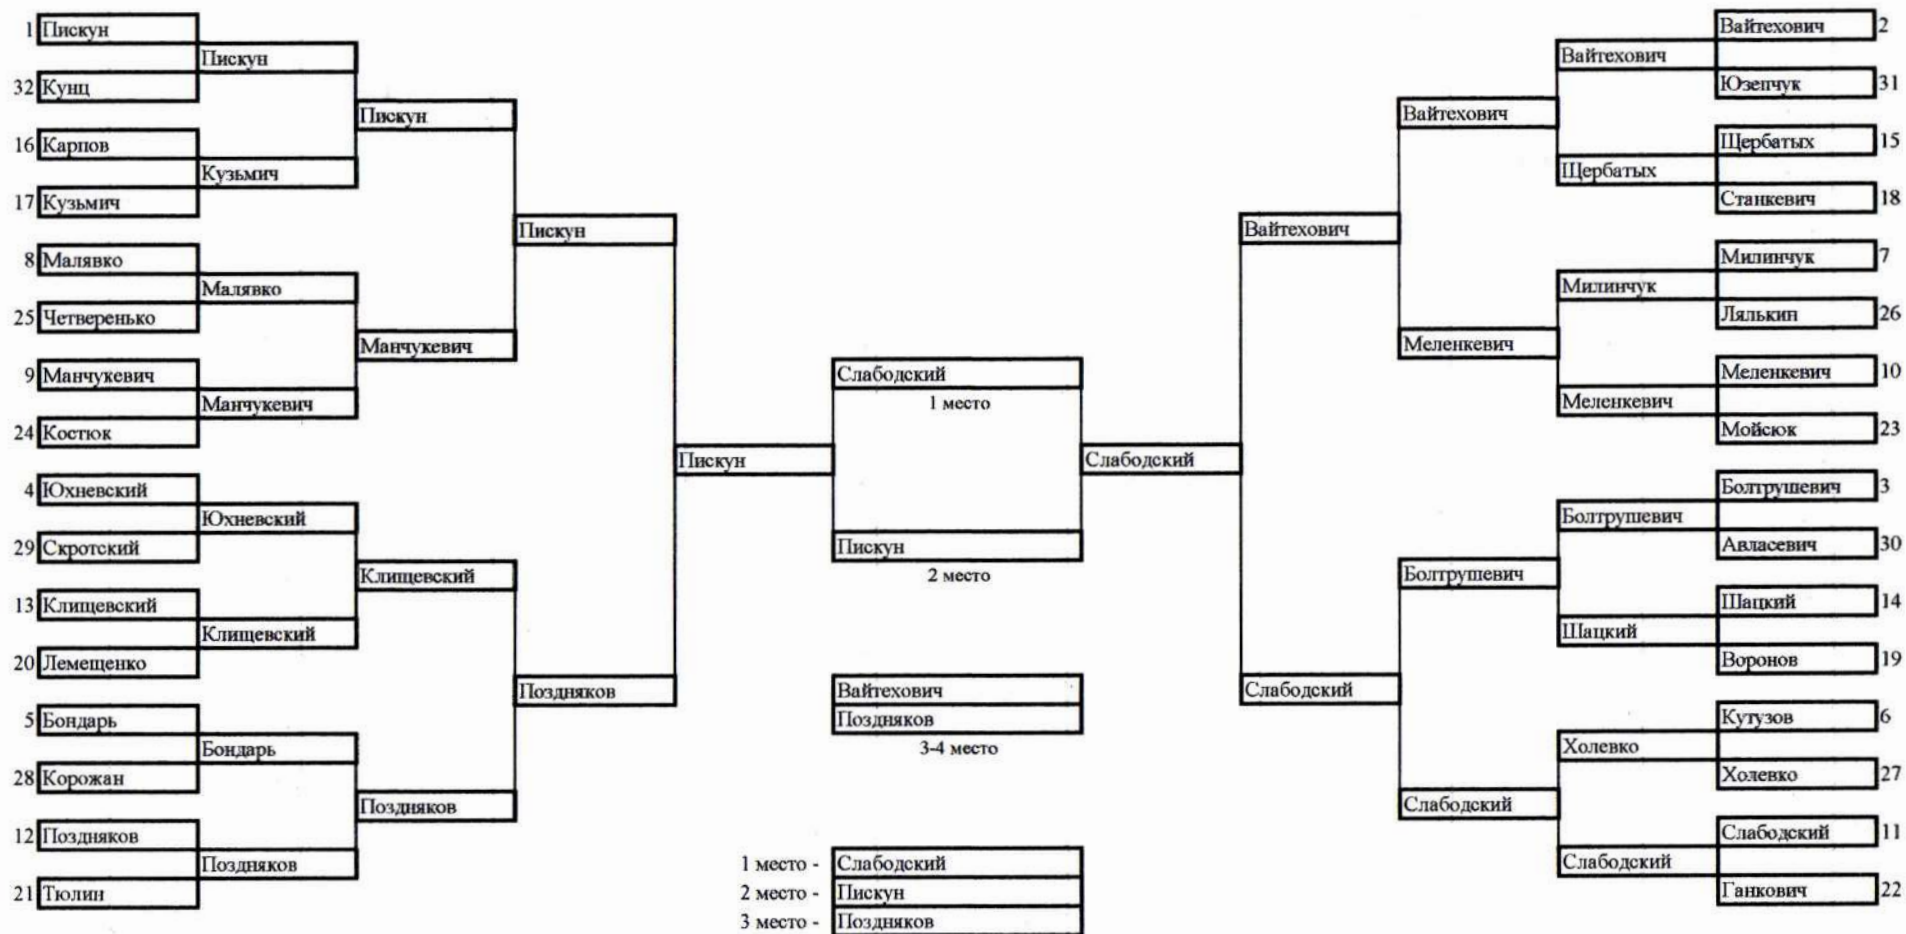 1 Пискун
Пискун
32 Кунц
Пискун
16 Карпов
Кузьмич
17 Кузьмич
Пискун
8 Малявко
Малявко
25 Четверенько
Манчукевич
9 Манчукевич
Манчукевич
24 Костюк
Пискун
4 Юхневский
Юхневский
29 Скротский
Клищевский
13 Клищевский
Клищевский
20 Лемещенко
Поздняков
5 Бондарь
Бондарь
28 Корожан
Поздняков
12 Поздняков
Поздняков
21 Тюлин
Слабодский
1 место
Пискун
2 место
Вайтехович
Поздняков
3-4 место
1 место - Слабодский
2 место - Пискун
3 место - Поздняков
Вайтехович 2
Вайтехович
Юзепчук 31
Вайтехович
Щербатых 15
Щербатых
Станкевич 18
Вайтехович
Милинчук 7
Милинчук
Лялькин 26
Меленкевич
Меленкевич 10
Меленкевич
Мойсюк 23
Слабодский
Болтрушевич 3
Болтрушевич
Авласевич 30
Болтрушевич
Шацкий 14
Шацкий
Воронов 19
Слабодский
Кутузов 6
Холевко
Холевко 27
Слабодский
Слабодский 11
Слабодский
Ганкович 22